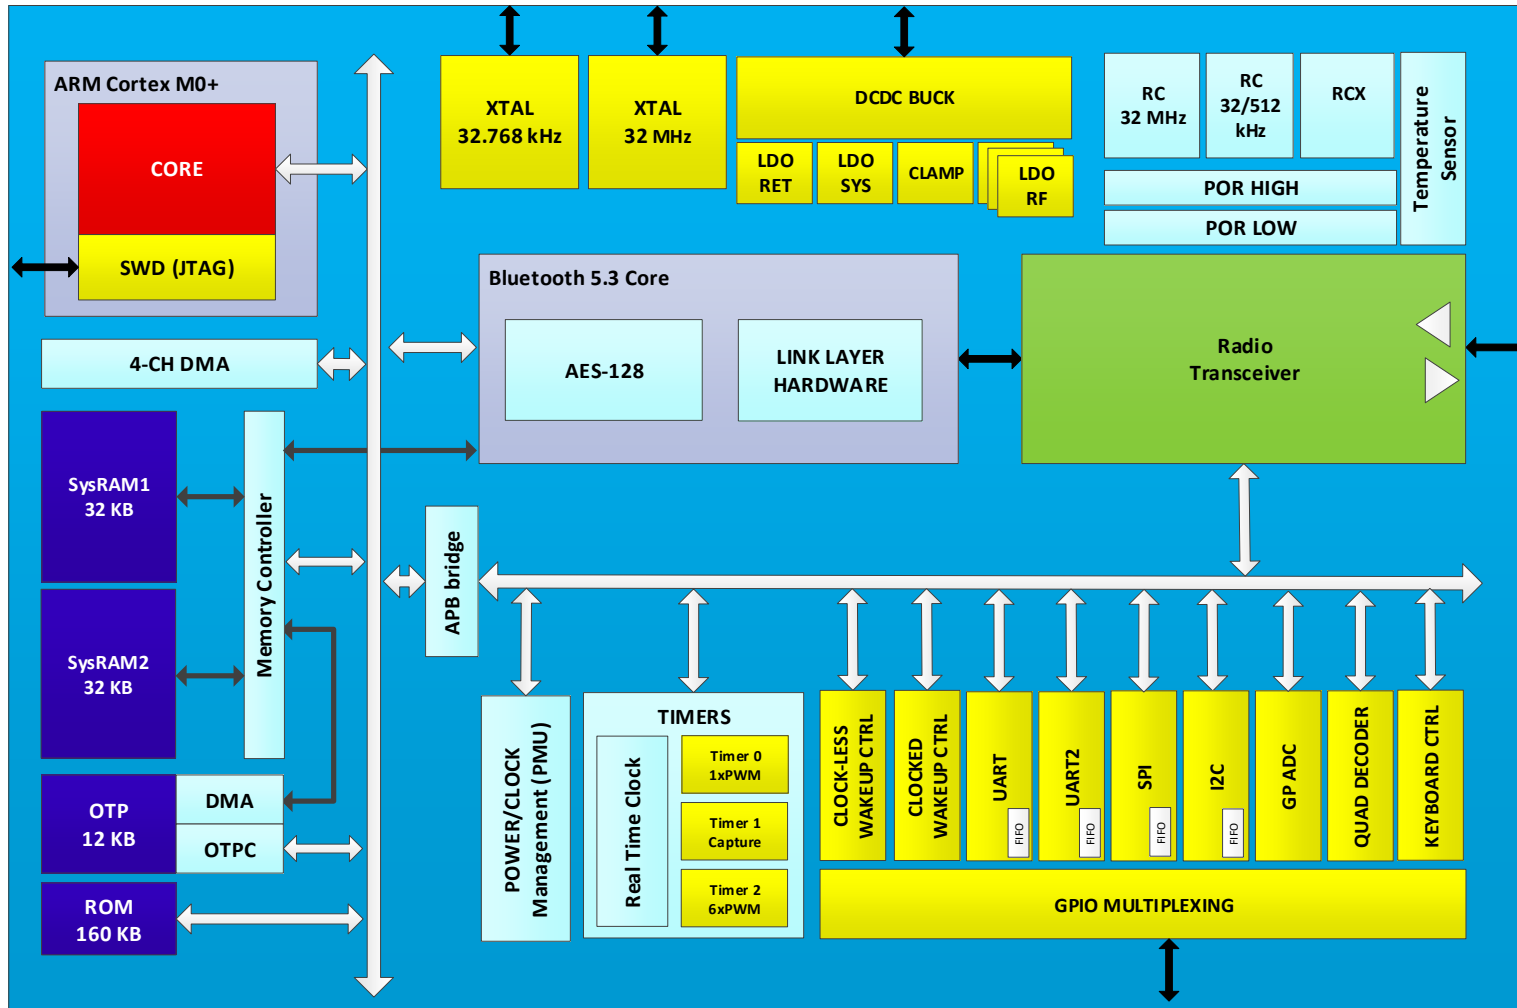 ARM Cortex M0+
CORE
SWD (JTAG)
XTAL
32.768 kHz
XTAL
32 MHz
DCDC BUCK
LDO
RET
LDO
SYS
CLAMP
LDO
RF
RC
32 MHz
RC
32/512
kHz
RCX
Temperature
Sensor
POR HIGH
POR LOW
4-CH DMA
Bluetooth 5.3 Core
AES-128
LINK LAYER
HARDWARE
Radio
Transceiver
SysRAM1
32 KB
SysRAM2
32 KB
Memory Controller
APB bridge
OTP
12 KB
DMA
OTPC
ROM
160 KB
POWER/CLOCK
Management (PMU)
TIMERS
Real Time Clock
Timer 0
1xPWM
Timer 1
Capture
Timer 2
6xPWM
CLOCK-LESS
WAKEUP CTRL
CLOCKED
WAKEUP CTRL
UART
FIFO
UART2
FIFO
SPI
FIFO
I2C
FIFO
GP ADC
QUAD DECODER
KEYBOARD CTRL
GPIO MULTIPLEXING